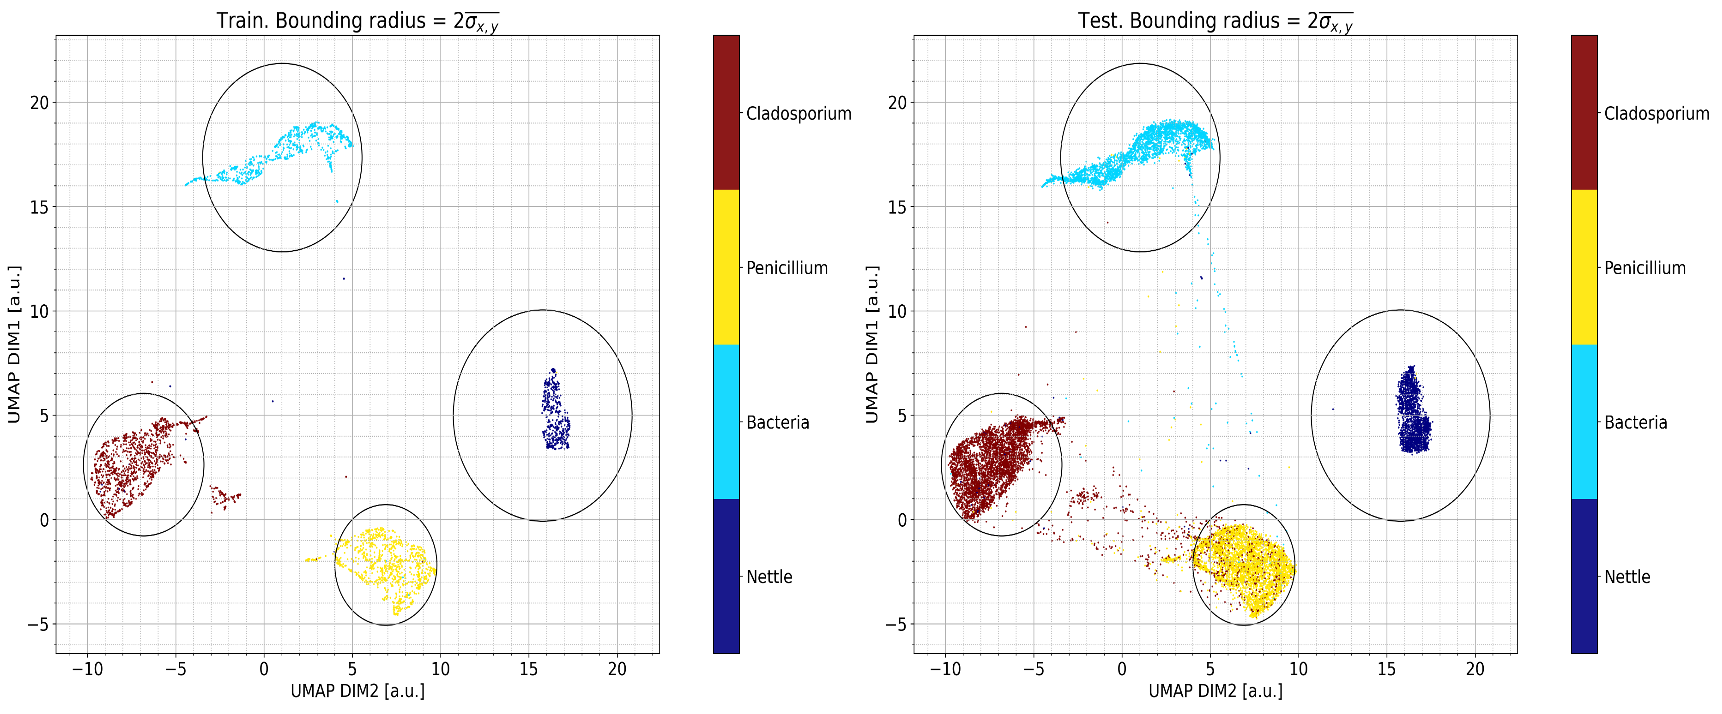 Train. Bounding radius = 2σx,y
UMAP DIM1 [a.u.]
20
15
10
5
0
−5
−10 −5 0 5 10 15 20
UMAP DIM2 [a.u.]
Cladosporium
Penicillium
Bacteria
Nettle
Test. Bounding radius = 2σx,y
UMAP DIM1 [a.u.]
20
15
10
5
0
−5
−10 −5 0 5 10 15 20
UMAP DIM2 [a.u.]
Cladosporium
Penicillium
Bacteria
Nettle